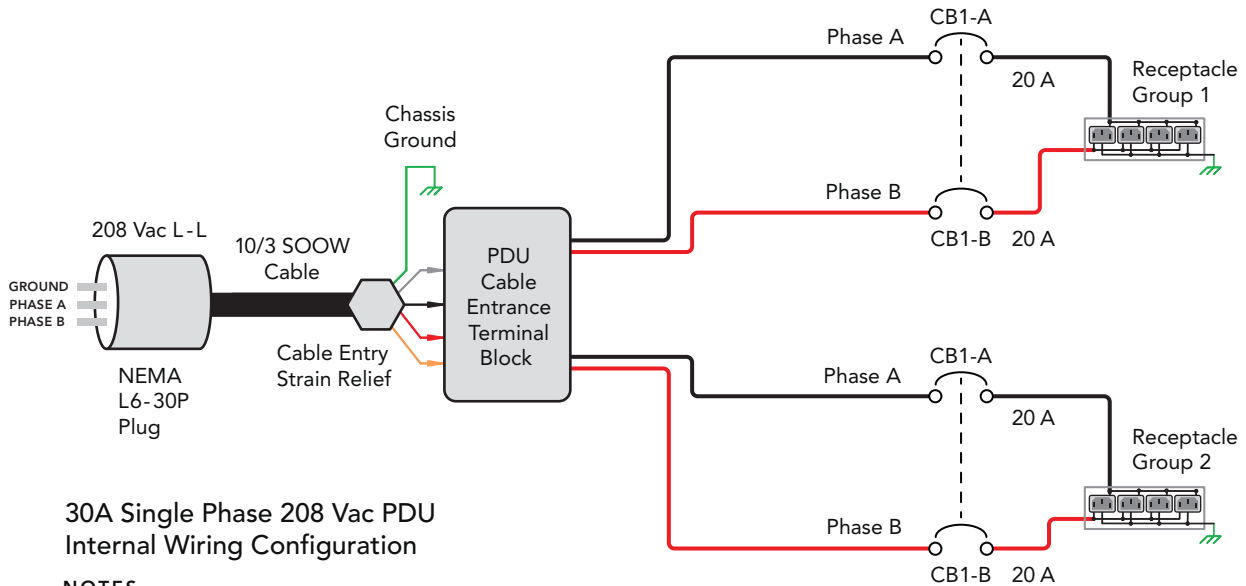 CB1-A
Phase A
20 A
Receptacle
Group 1
Chassis
Ground
Phase B
CB1-B
20 A
208 Vac L-L
10/3 SOOW
Cable
GROUND
PHASE A
PHASE B
PDU
Cable
Entrance
Terminal
Block
Cable Entry
Strain Relief
NEMA
L6-30P
Plug
CB1-A
Phase A
20 A
Receptacle
Group 2
Phase B
CB1-B
20 A
30A Single Phase 208 Vac PDU
Internal Wiring Configuration
NOTES